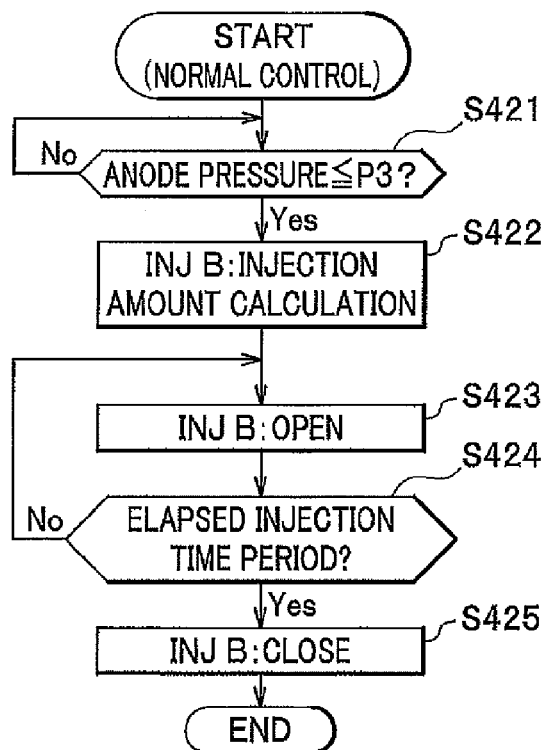 START
(NORMAL CONTROL)
S421
No
ANODE PRESSURE≦P3?
Yes
S422
INJ B:INJECTION
AMOUNT CALCULATION
S423
INJ B:OPEN
S424
No
ELAPSED INJECTION
TIME PERIOD?
Yes
S425
INJ B:CLOSE
END